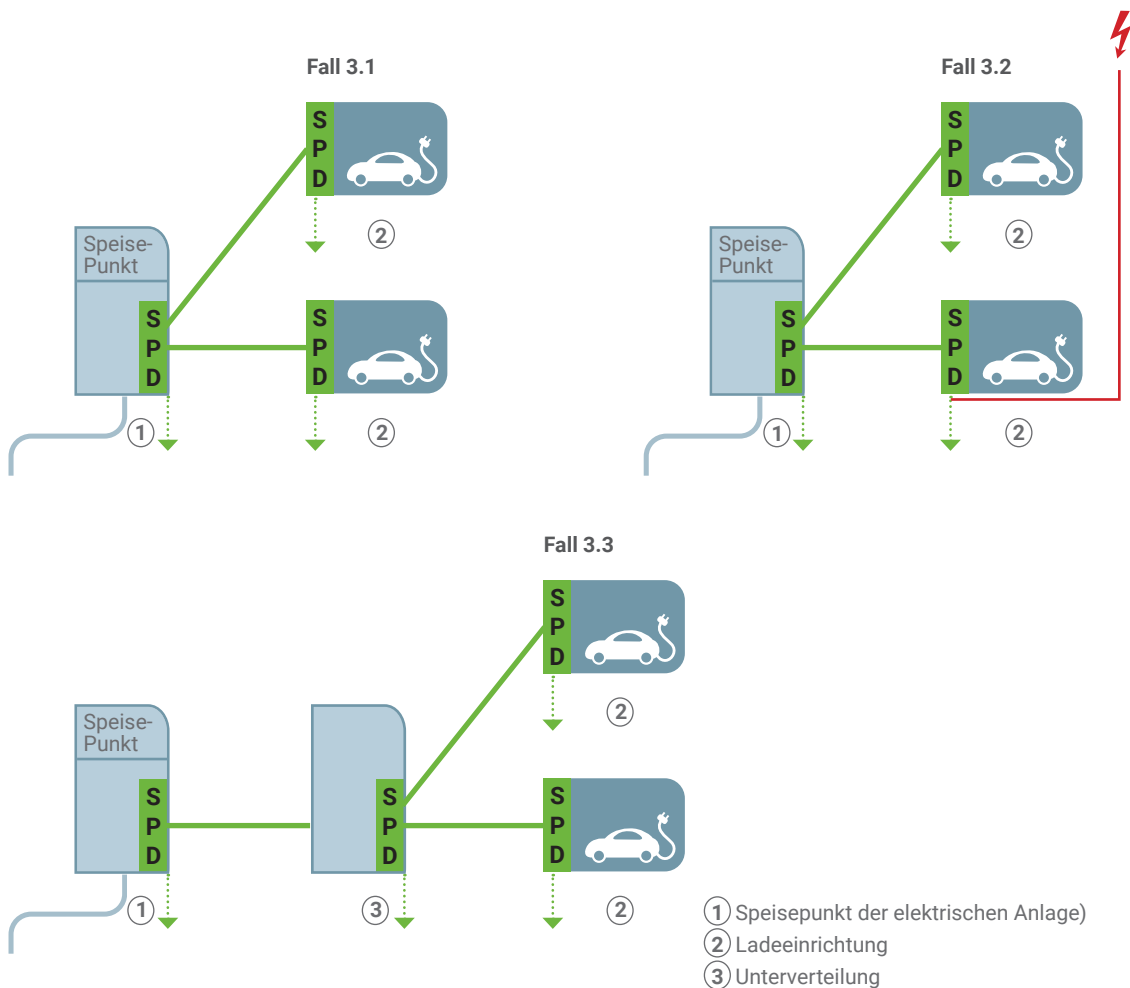 Fall 3.1
S
P
D
②
Speise-
Punkt
S
P
D
S
P
D
①
②
Fall 3.2
S
P
D
②
Speise-
Punkt
S
P
D
S
P
D
①
②
Fall 3.3
S
P
D
②
Speise-
Punkt
S
P
D
S
P
D
S
P
D
①
③
②
① Speisepunkt der elektrischen Anlage)
② Ladeeinrichtung
③ Unterverteilung